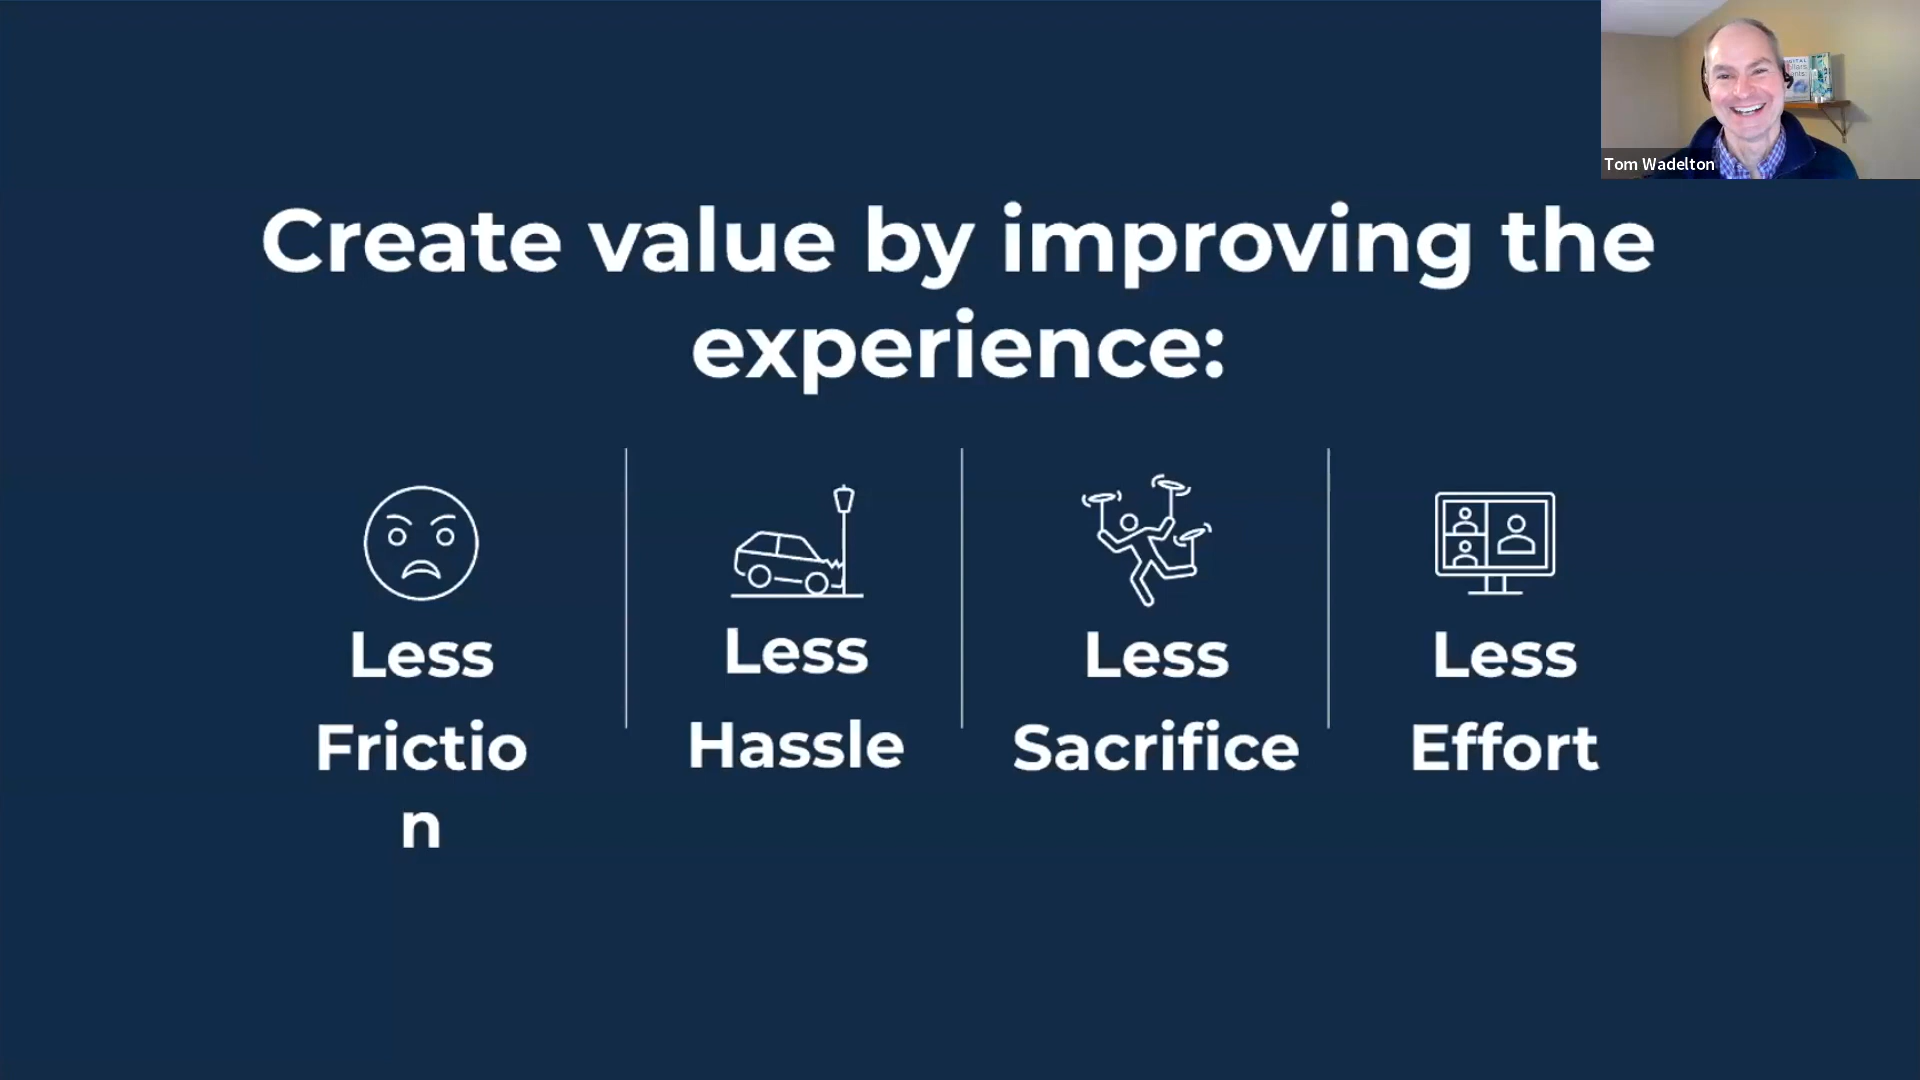 Tom Wadelton
Create value by improving the
experience:
Less
Frictio
n
Less
Hassle
Less
Sacrifice
Less
Effort